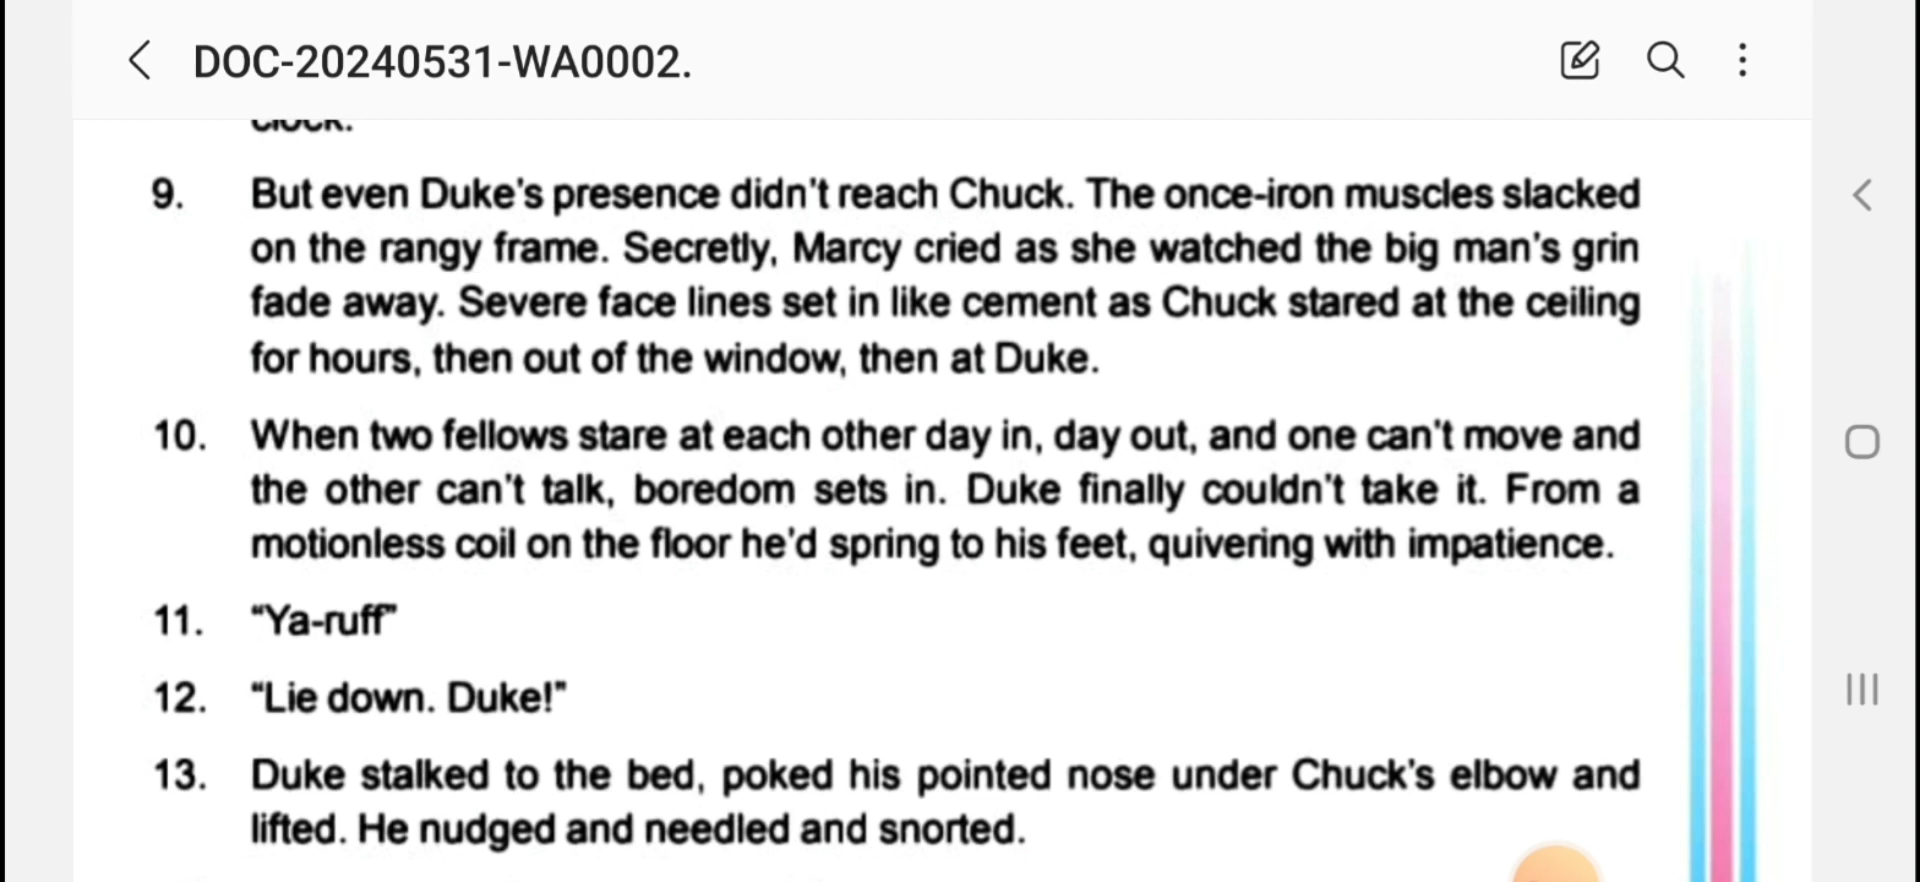 DOC-20240531-WA0002.
clock.
9. But even Duke's presence didn't reach Chuck. The once-iron muscles slacked
on the rangy frame. Secretly, Marcy cried as she watched the big man's grin
fade away. Severe face lines set in like cement as Chuck stared at the ceiling
for hours, then out of the window, then at Duke.
10. When two fellows stare at each other day in, day out, and one can't move and
the other can't talk, boredom sets in. Duke finally couldn't take it. From a
motionless coil on the floor he'd spring to his feet, quivering with impatience.
11. “Ya-ruff”
12. “Lie down. Duke!”
13. Duke stalked to the bed, poked his pointed nose under Chuck's elbow and
lifted. He nudged and needled and snorted.